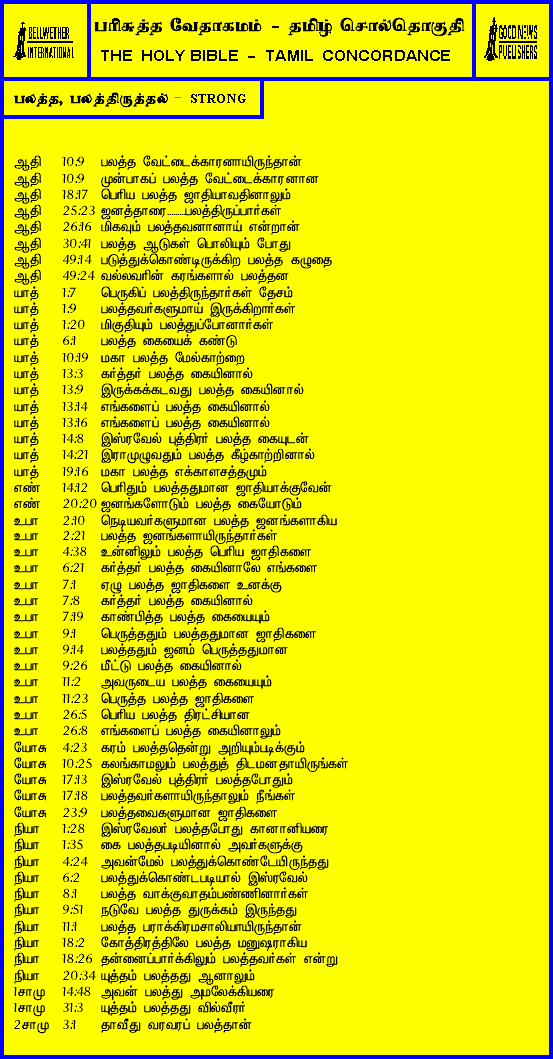 BELLWETHER
INTERNATIONAL
பரிசுத்த வேதாகமம் - தமிழ் சொல்தொகுதி
THE HOLY BIBLE - TAMIL CONCORDANCE
GOOD NEWS
PUBLISHERS
பலத்த, பலத்திருத்தல் - STRONG
ஆதி 10:9 பலத்த வேட்டைக்காரனாயிருந்தான்
ஆதி 10:9 முன்பாகப் பலத்த வேட்டைக்காரனான
ஆதி 18:17 பெரிய பலத்த ஜாதியாவதினாலும்
ஆதி 25:23 ஜனத்தாரை........பலத்திருப்பார்கள்
ஆதி 26:16 மிகவும் பலத்தவனானாய் என்றான்
ஆதி 30:41 பலத்த ஆடுகள் பொலியும் போது
ஆதி 49:14 படுத்துக்கொண்டிருக்கிற பலத்த கழுதை
ஆதி 49:24 வல்லவரின் கரங்களால் பலத்தன
யாத் 1:7 பெருகிப் பலத்திருந்தார்கள் தேசம்
யாத் 1:9 பலத்தவர்களுமாய் இருக்கிறார்கள்
யாத் 1:20 மிகுதியும் பலத்துப்போனார்கள்
யாத் 6:1 பலத்த கையைக் கண்டு
யாத் 10:19 மகா பலத்த மேல்காற்றை
யாத் 13:3 கர்த்தர் பலத்த கையினால்
யாத் 13:9 இருக்கக்கடவது பலத்த கையினால்
யாத் 13:14 எங்களைப் பலத்த கையினால்
யாத் 13:16 எங்களைப் பலத்த கையினால்
யாத் 14:8 இஸ்ரவேல் புத்திரர் பலத்த கையுடன்
யாத் 14:21 இராமுழுவதும் பலத்த கீழ்காற்றினால்
யாத் 19:16 மகா பலத்த எக்காளசத்தமும்
எண் 14:12 பெரிதும் பலத்ததுமான ஜாதியாக்குவேன்
எண் 20:20 ஜனங்களோடும் பலத்த கையோடும்
உபா 2:10 நெடியவர்களுமான பலத்த ஜனங்களாகிய
உபா 2:21 பலத்த ஜனங்களாயிருந்தார்கள்
உபா 4:38 உன்னிலும் பலத்த பெரிய ஜாதிகளை
உபா 6:21 கர்த்தர் பலத்த கையினாலே எங்களை
உபா 7:1 ஏழு பலத்த ஜாதிகளை உனக்கு
உபா 7:8 கர்த்தர் பலத்த கையினால்
உபா 7:19 காண்பித்த பலத்த கையையும்
உபா 9:1 பெருத்ததும் பலத்ததுமான ஜாதிகளை
உபா 9:14 பலத்ததும் ஜனம் பெருத்ததுமான
உபா 9:26 மீட்டு பலத்த கையினால்
உபா 11:2 அவருடைய பலத்த கையையும்
உபா 11:23 பெருத்த பலத்த ஜாதிகளை
உபா 26:5 பெரிய பலத்த திரட்சியான
உபா 26:8 எங்களைப் பலத்த கையினாலும்
யோசு 4:23 கரம் பலத்ததென்று அறியும்படிக்கும்
யோசு 10:25 கலங்காமலும் பலத்துத் திடமனதாயிருங்கள்
யோசு 17:13 இஸ்ரவேல் புத்திரர் பலத்தபோதும்
யோசு 17:18 பலத்தவர்களாயிருந்தாலும் நீங்கள்
யோசு 23:9 பலத்தவைகளுமான ஜாதிகளை
நியா 1:28 இஸ்ரவேலர் பலத்தபோது கானானியரை
நியா 1:35 கை பலத்தபடியினால் அவர்களுக்கு
நியா 4:24 அவன்மேல் பலத்துக்கொண்டேயிருந்தது
நியா 6:2 பலத்துக்கொண்டபடியால் இஸ்ரவேல்
நியா 8:1 பலத்த வாக்குவாதம்பண்ணினார்கள்
நியா 9:51 நடுவே பலத்த துருக்கம் இருந்தது
நியா 11:1 பலத்த பராக்கிரமசாலியாயிருந்தான்
நியா 18:2 கோத்திரத்திலே பலத்த மனுஷராகிய
நியா 18:26 தன்னைப்பார்க்கிலும் பலத்தவர்கள் என்று
நியா 20:34 யுத்தம் பலத்தது ஆனாலும்
1சாமு 14:48 அவன் பலத்து அமலேக்கியரை
1சாமு 31:3 யுத்தம் பலத்தது வில்வீரர்
2சாமு 3:1 தாவீது வரவரப் பலத்தான்